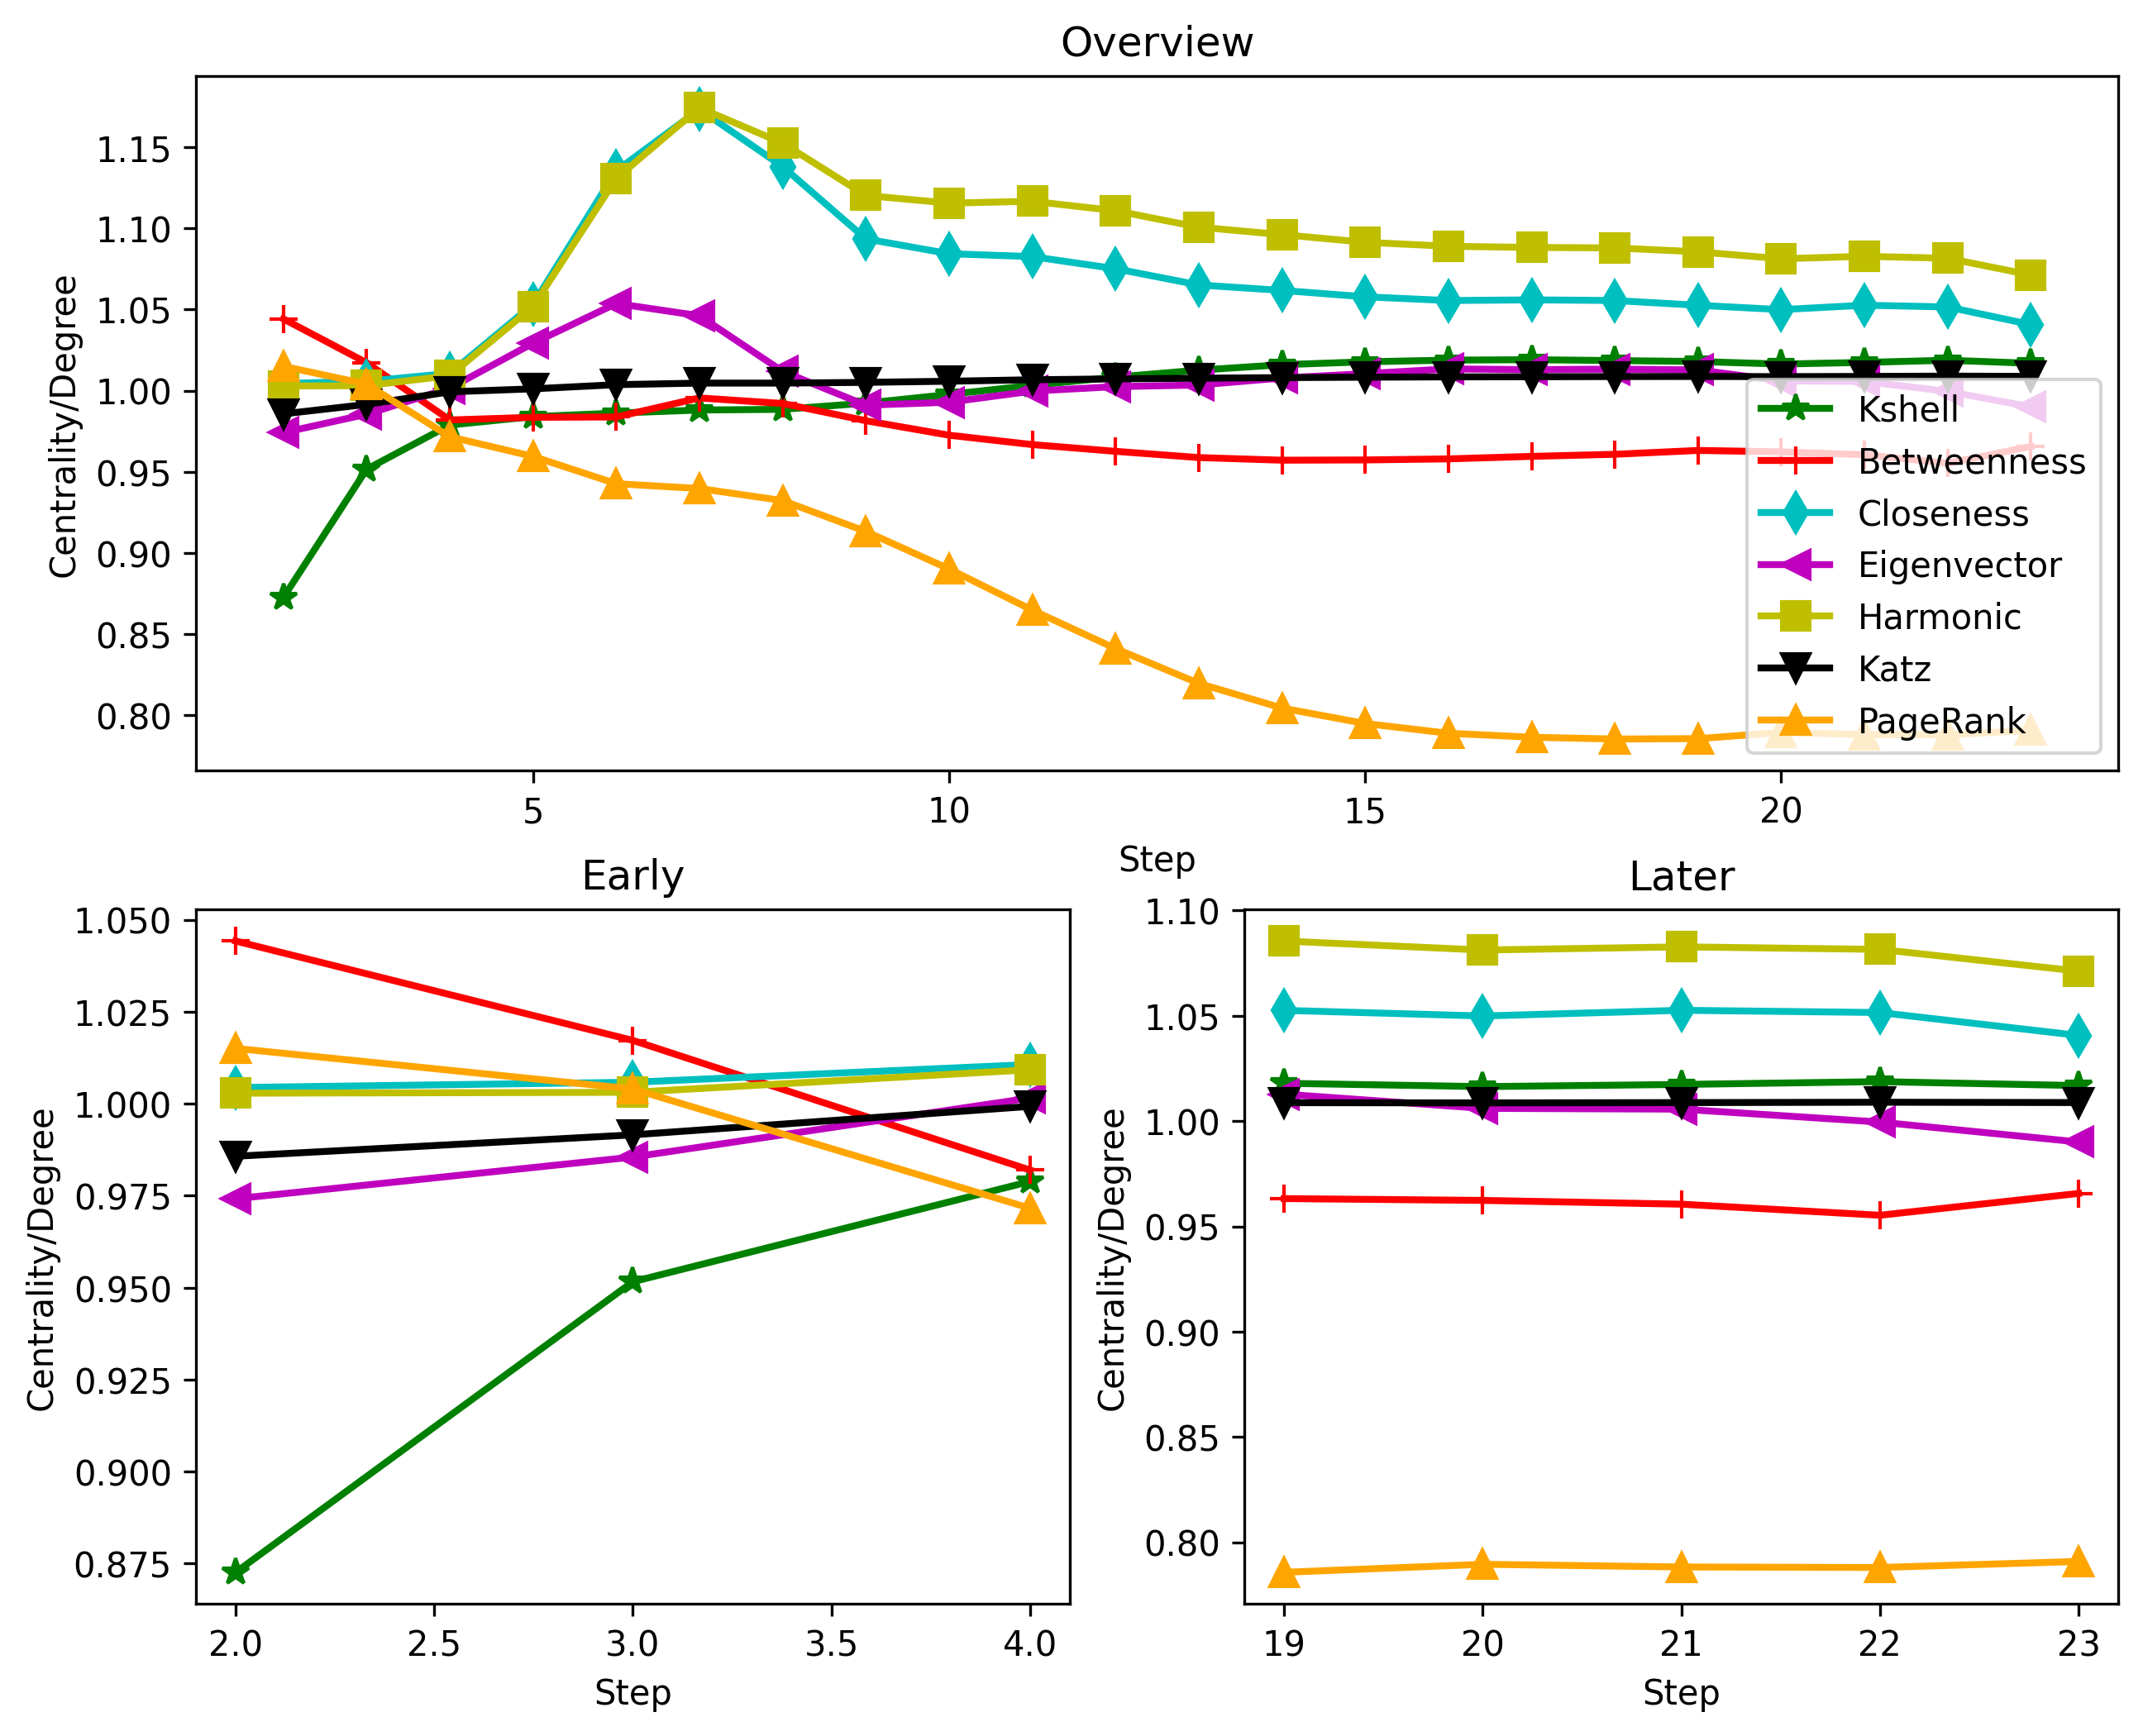 Overview
Centrality/Degree
1.15
1.10
1.05
1.00
0.95
0.90
0.85
0.80
Kshell
Betweenness
Closeness
Eigenvector
Harmonic
Katz
PageRank
5 10 15 20
Step
Early
Centrality/Degree
1.050
1.025
1.000
0.975
0.950
0.925
0.900
0.875
2.0 2.5 3.0 3.5 4.0
Step
Later
Centrality/Degree
1.10
1.05
1.00
0.95
0.90
0.85
0.80
19 20 21 22 23
Step